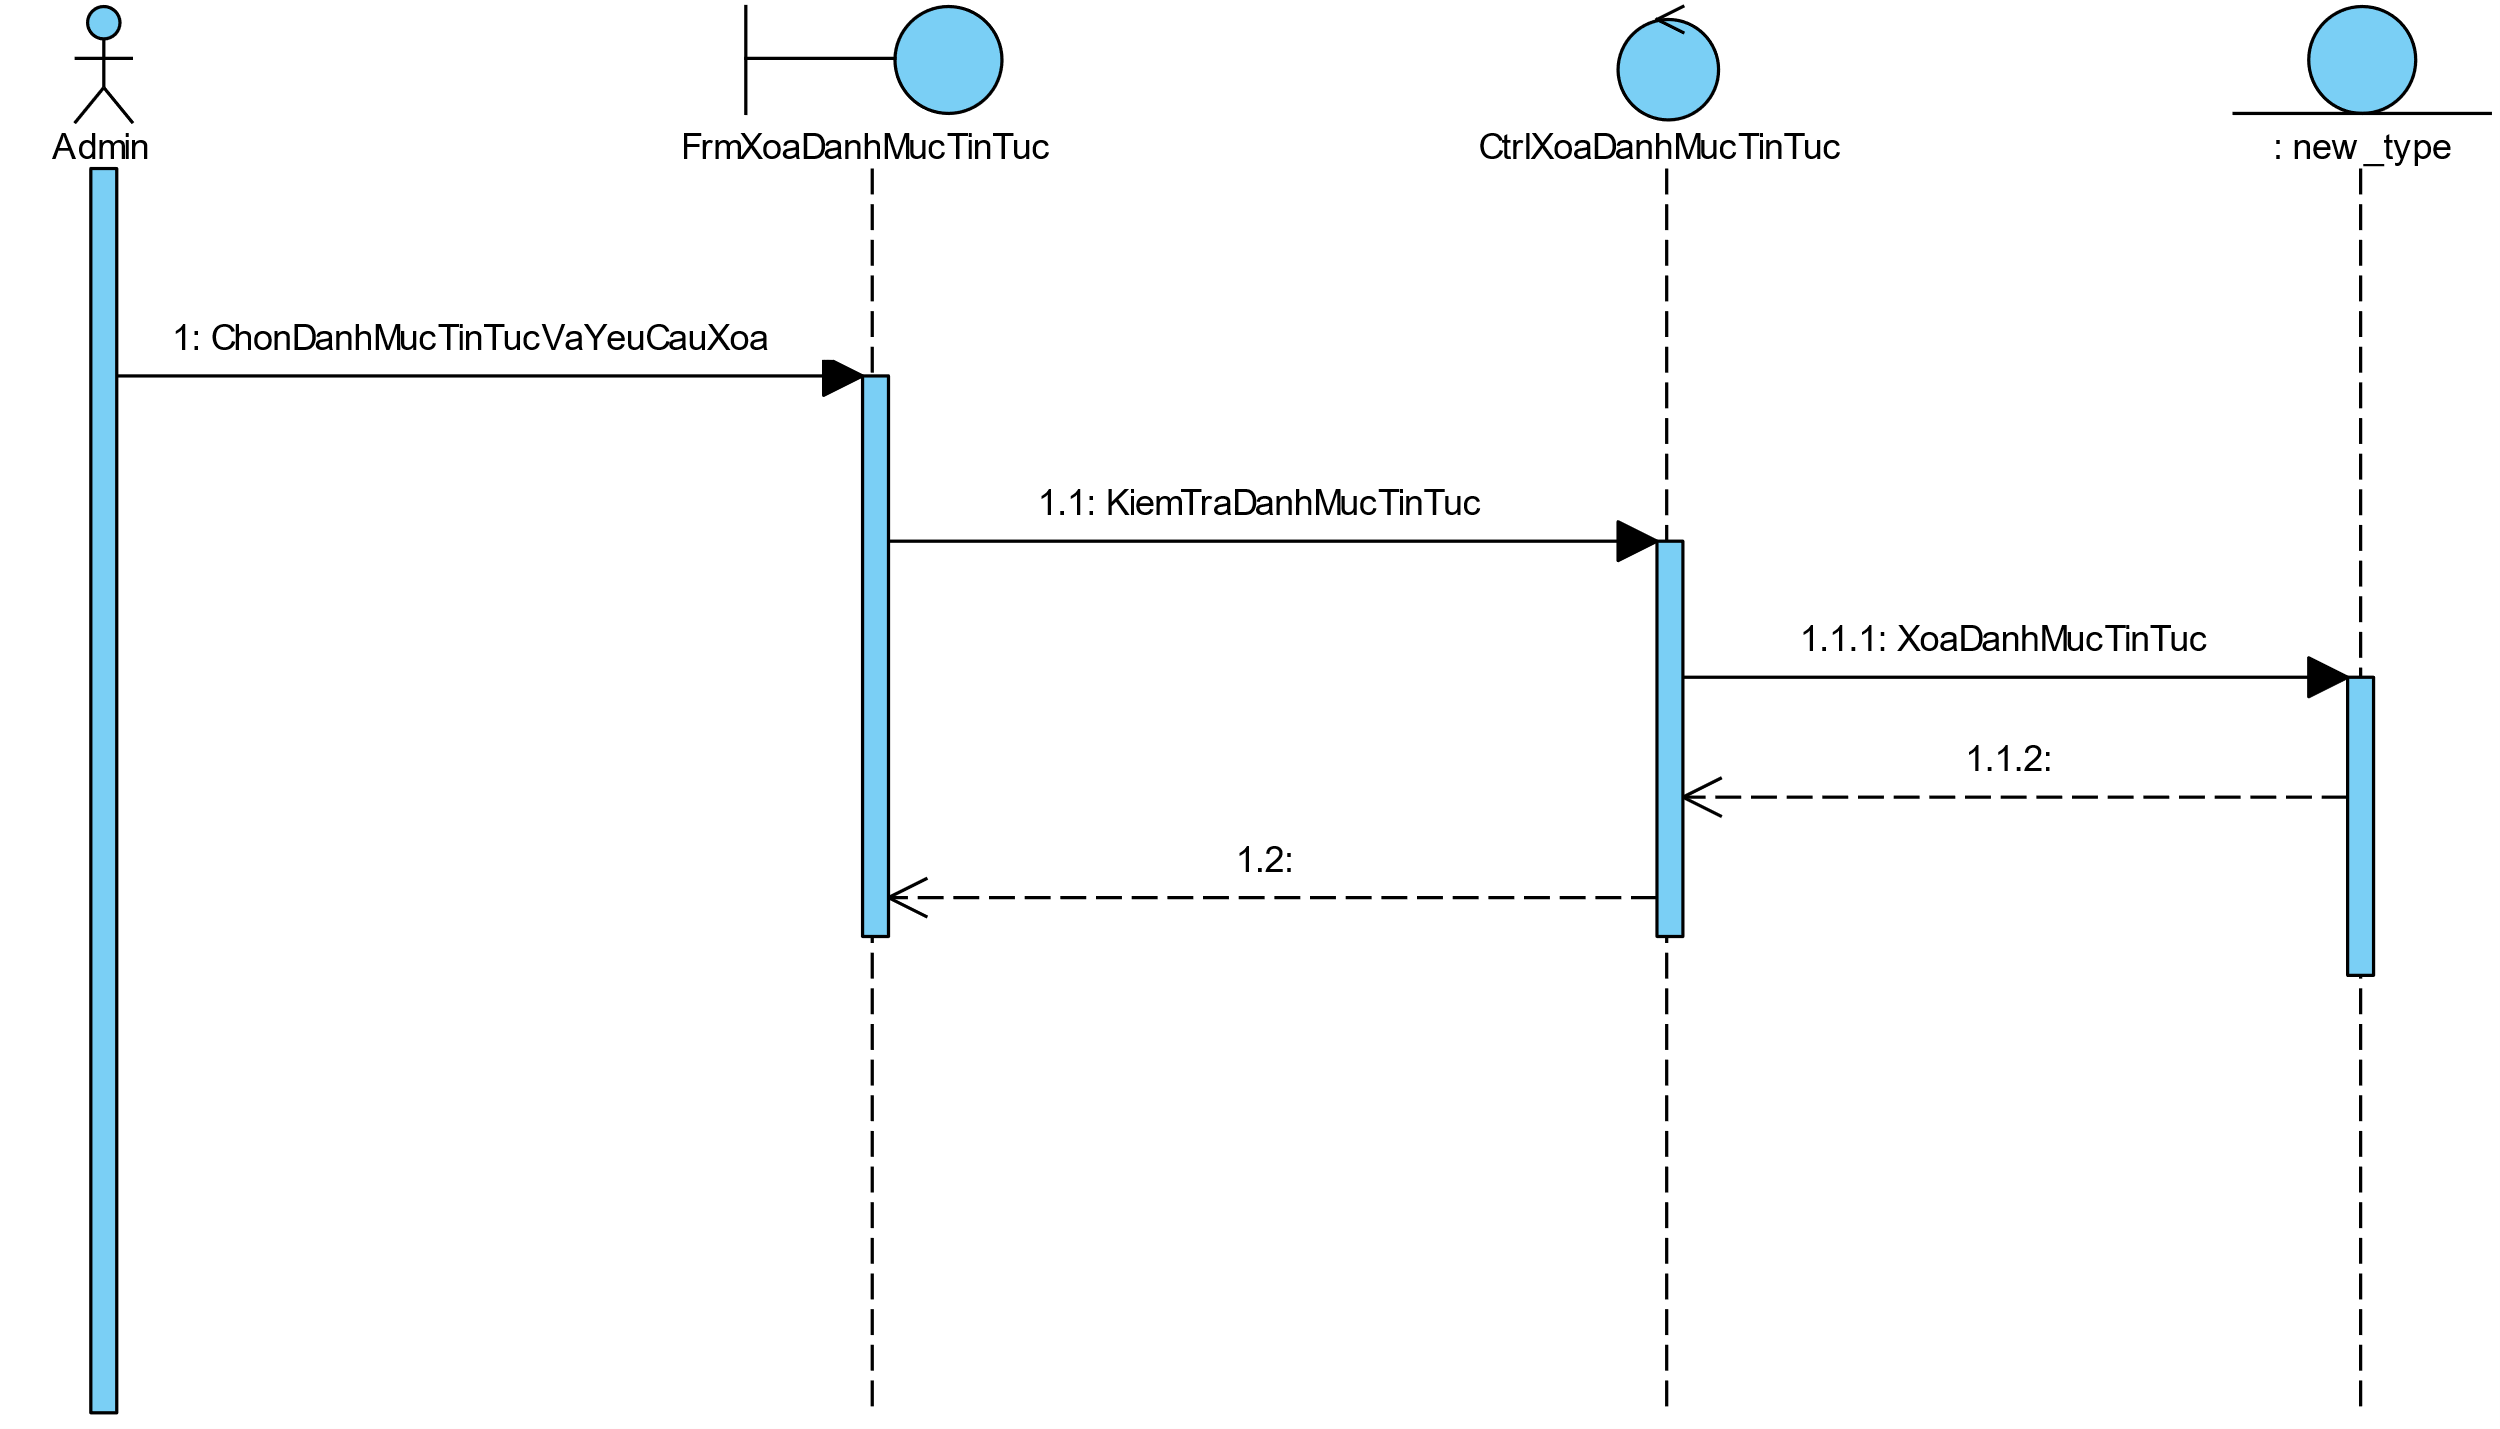 Admin
FrmXoaDanhMucTinTuc
CtrlXoaDanhMucTinTuc
: new_type
1: ChonDanhMucTinTucVaYeuCauXoa
1.1: KiemTraDanhMucTinTuc
1.1.1: XoaDanhMucTinTuc
1.1.2:
1.2: